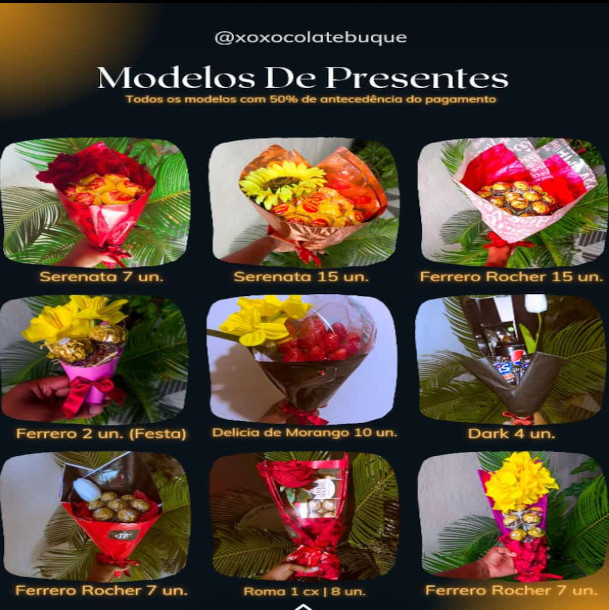 @xoxocolatebuque
Modelos De Presentes
Todos os modelos com 50% de antecedência do pagamento
Serenata 7 un.
Serenata 15 un.
Ferrero Rocher 15 un.
Ferrero 2 un. (Festa)
Delicia de Morango 10 un.
Dark 4 un.
Ferrero Rocher 7 un.
Roma 1 cx | 8 un.
Ferrero Rocher 7 un.